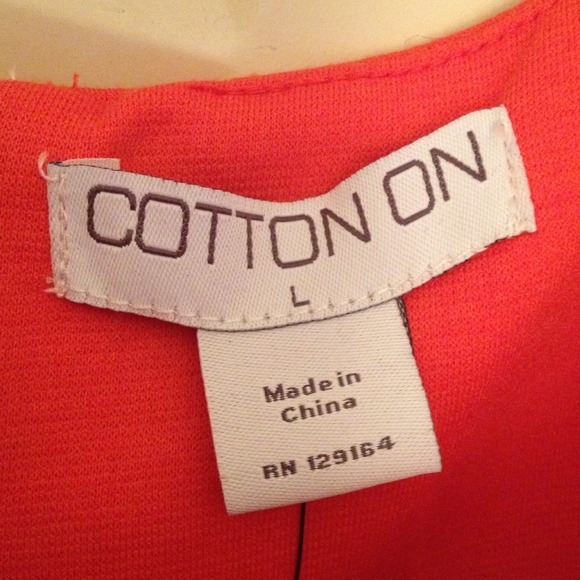 COTTON ON
L
Made in
China
RN 129164